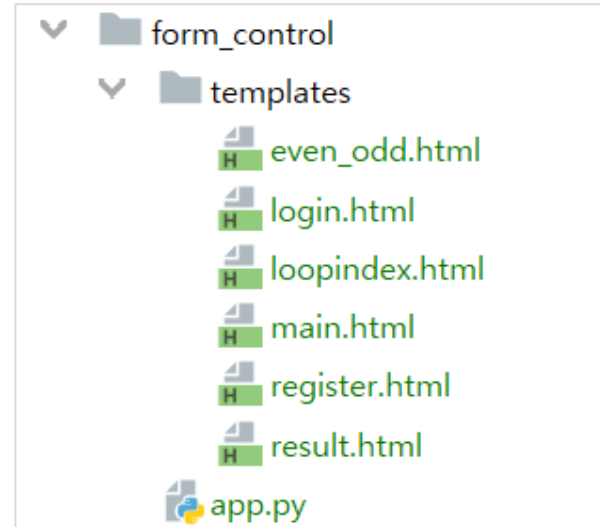 form_control
templates
H even_odd.html
H login.html
H loopindex.html
H main.html
H register.html
H result.html
app.py